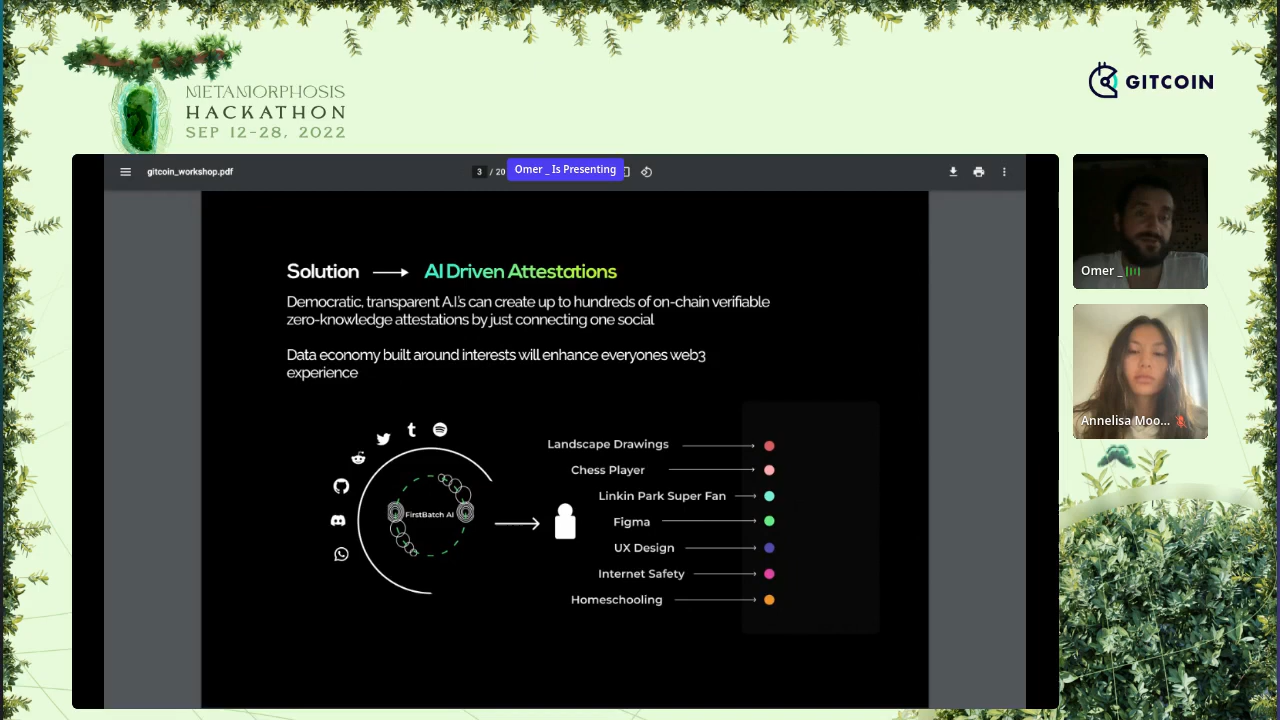 METAMORPHOSIS
HACKATHON
SEP 12-28, 2022
GITCOIN
gitcoin_workshop.pdf
3 / 20
Omer _ Is Presenting
Solution
AI Driven Attestations
Democratic, transparent A.I.'s can create up to hundreds of on-chain verifiable
zero-knowledge attestations by just connecting one social
Data economy built around interests will enhance everyones web3
experience
FirstBatch AI
Landscape Drawings
Chess Player
Linkin Park Super Fan
Figma
UX Design
Internet Safety
Homeschooling
Omer _
Annelisa Moo...